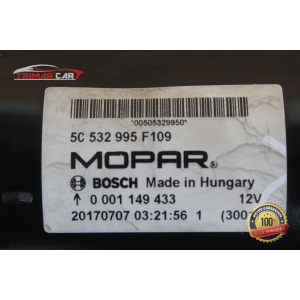 TRIMAR CAR
*00505329950*
5C 532 995 F109
MOPAR®
BOSCH Made in Hungary
↑ 0 001 149 433 12V
20170707 03:21:56 1 (300
100